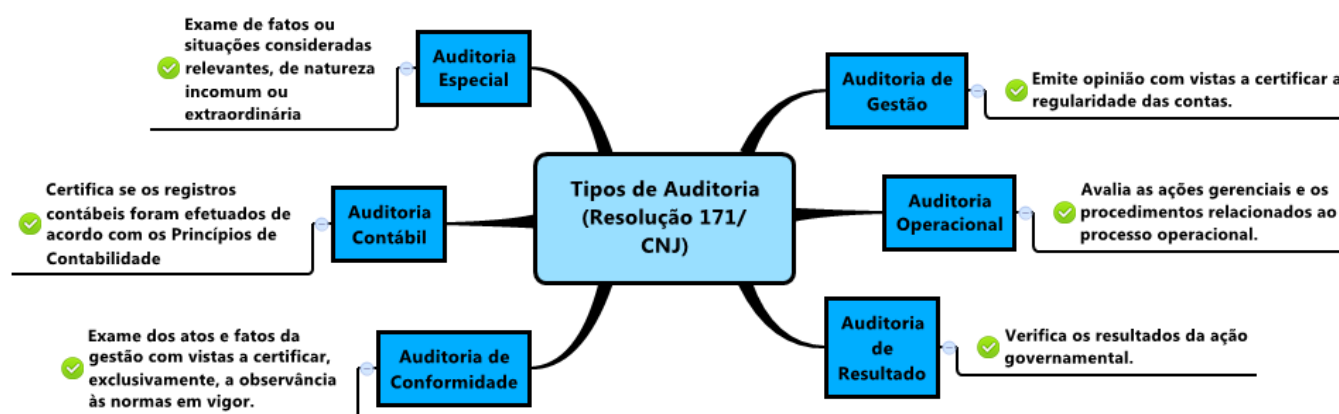 Tipos de Auditoria
(Resolução 171/
CNJ)
Auditoria de
Gestão
Emite opinião com vistas a certificar a
regularidade das contas.
Auditoria
Operacional
Avalia as ações gerenciais e os
procedimentos relacionados ao
processo operacional.
Auditoria
de
Resultado
Verifica os resultados da ação
governamental.
Auditoria de
Conformidade
Exame dos atos e fatos da
gestão com vistas a certificar,
exclusivamente, a observância
às normas em vigor.
Auditoria
Contábil
Certifica se os registros
contábeis foram efetuados de
acordo com os Princípios de
Contabilidade
Auditoria
Especial
Exame de fatos ou
situações consideradas
relevantes, de natureza
incomum ou
extraordinária